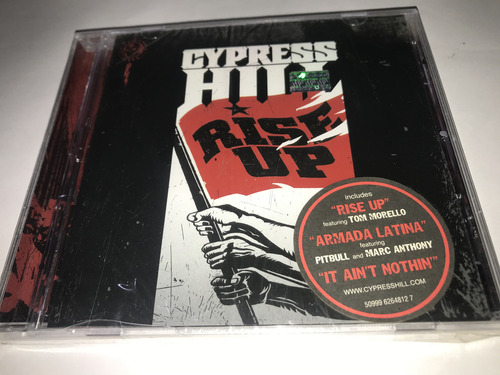 CYPRESS
HILL
RISE
UP
includes
"RISE UP"
featuring TOM MORELLO
"ARMADA LATINA"
featuring
PITBULL and MARC ANTHONY
"IT AIN'T NOTHIN'"
WWW.CYPRESSHILL.COM
50999 6264812 7